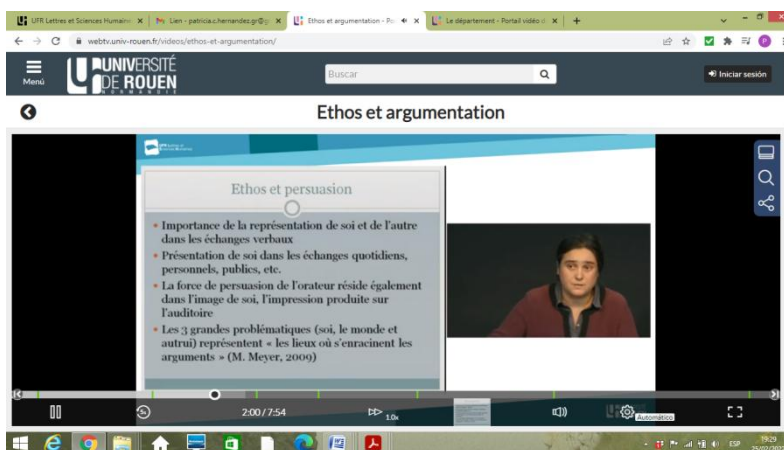 UFR Lettres et Sciences Humaine
Lien - patricia.c.hernandez.gr@g
Ethos et argumentation - Po
Le département - Portail vidéo d
webtv.univ-rouen.fr/videos/ethos-et-argumentation/
P
Menú
UNIVERSITÉ
DE ROUEN
NORMANDIE
Buscar
Iniciar sesión
Ethos et argumentation
Ethos et persuasion
• Importance de la représentation de soi et de l'autre
dans les échanges verbaux
• Présentation de soi dans les échanges quotidiens,
personnels, publics, etc.
• La force de persuasion de l'orateur réside également
dans l'image de soi, l'impression produite sur
l'auditoire
• Les 3 grandes problématiques (soi, le monde et
autrui) représentent « les lieux où s'enracinent les
arguments » (M. Meyer, 2009)
2:00 / 7:54
1.0x
Automático
ESP
19:29
25/02/202